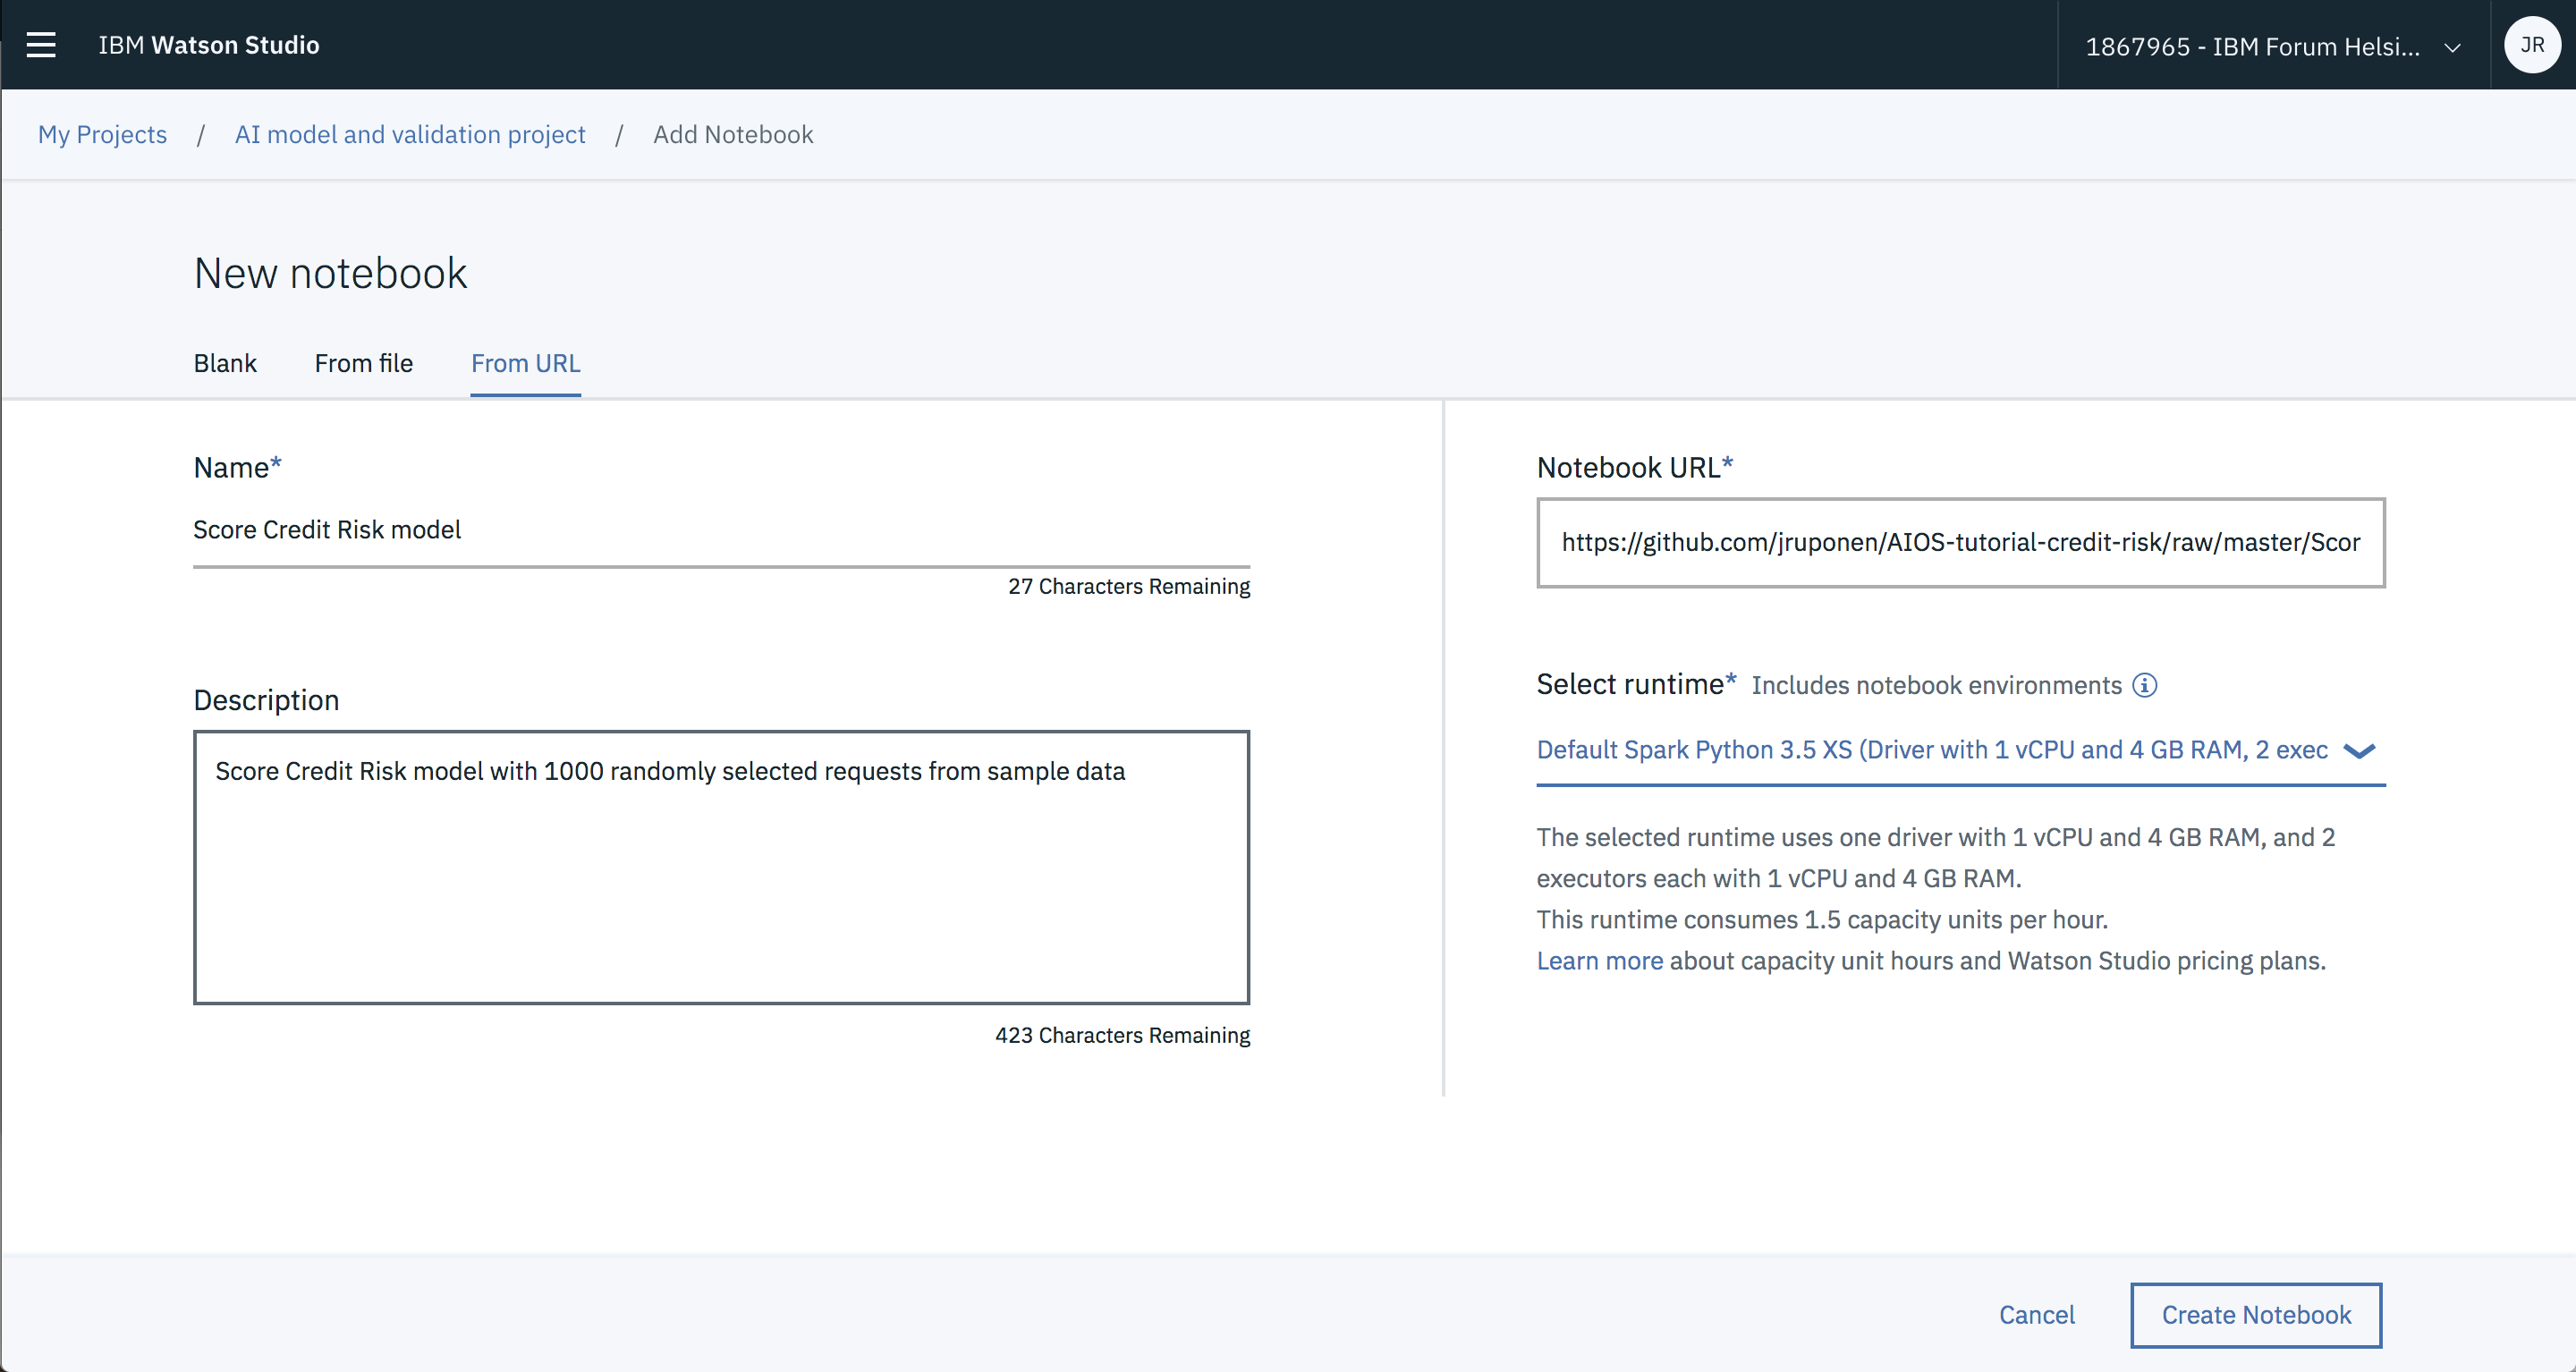 IBM Watson Studio
1867965 - IBM Forum Helsi...
JR
My Projects / AI model and validation project / Add Notebook
New notebook
Blank From file From URL
Name*
Score Credit Risk model
27 Characters Remaining
Description
Score Credit Risk model with 1000 randomly selected requests from sample data
423 Characters Remaining
Notebook URL*
https://github.com/jruponen/AIOS-tutorial-credit-risk/raw/master/Scor
Select runtime* Includes notebook environments
Default Spark Python 3.5 XS (Driver with 1 vCPU and 4 GB RAM, 2 exec
The selected runtime uses one driver with 1 vCPU and 4 GB RAM, and 2
executors each with 1 vCPU and 4 GB RAM.
This runtime consumes 1.5 capacity units per hour.
Learn more about capacity unit hours and Watson Studio pricing plans.
Cancel
Create Notebook